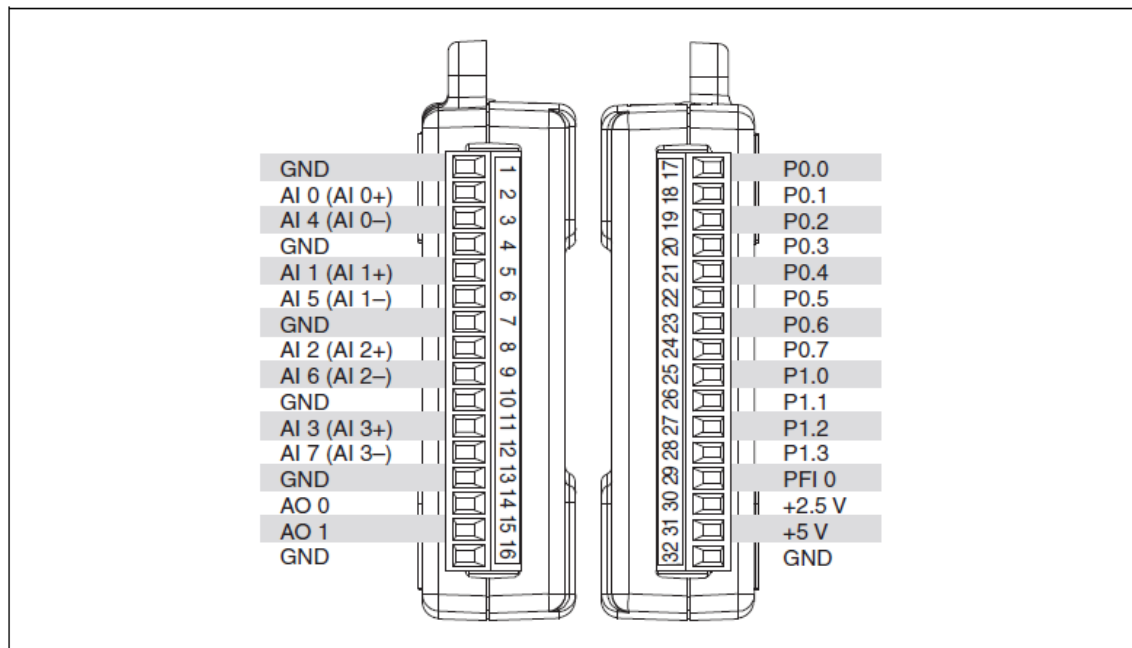 GND 1
AI 0 (AI 0+) 2
AI 4 (AI 0–) 3
GND 4
AI 1 (AI 1+) 5
AI 5 (AI 1–) 6
GND 7
AI 2 (AI 2+) 8
AI 6 (AI 2–) 9
GND 10
AI 3 (AI 3+) 11
AI 7 (AI 3–) 12
GND 13
AO 0 14
AO 1 15
GND 16
17 P0.0
18 P0.1
19 P0.2
20 P0.3
21 P0.4
22 P0.5
23 P0.6
24 P0.7
25 P1.0
26 P1.1
27 P1.2
28 P1.3
29 PFI 0
30 +2.5 V
31 +5 V
32 GND